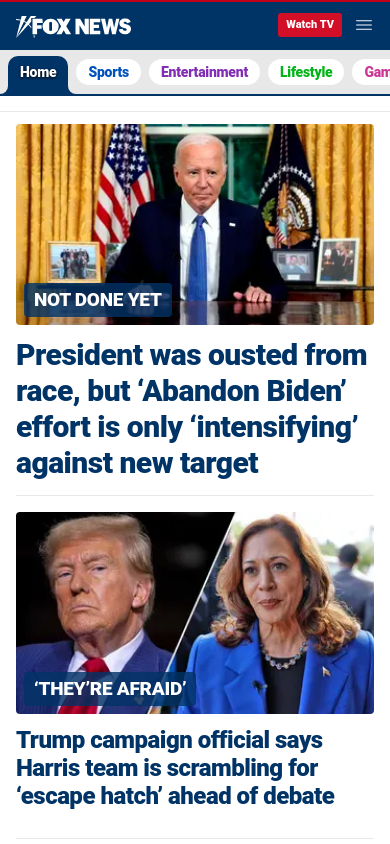 FOX NEWS
Watch TV
Home Sports Entertainment Lifestyle Gam
NOT DONE YET
President was ousted from
race, but ‘Abandon Biden’
effort is only ‘intensifying’
against new target
‘THEY’RE AFRAID’
Trump campaign official says
Harris team is scrambling for
‘escape hatch’ ahead of debate